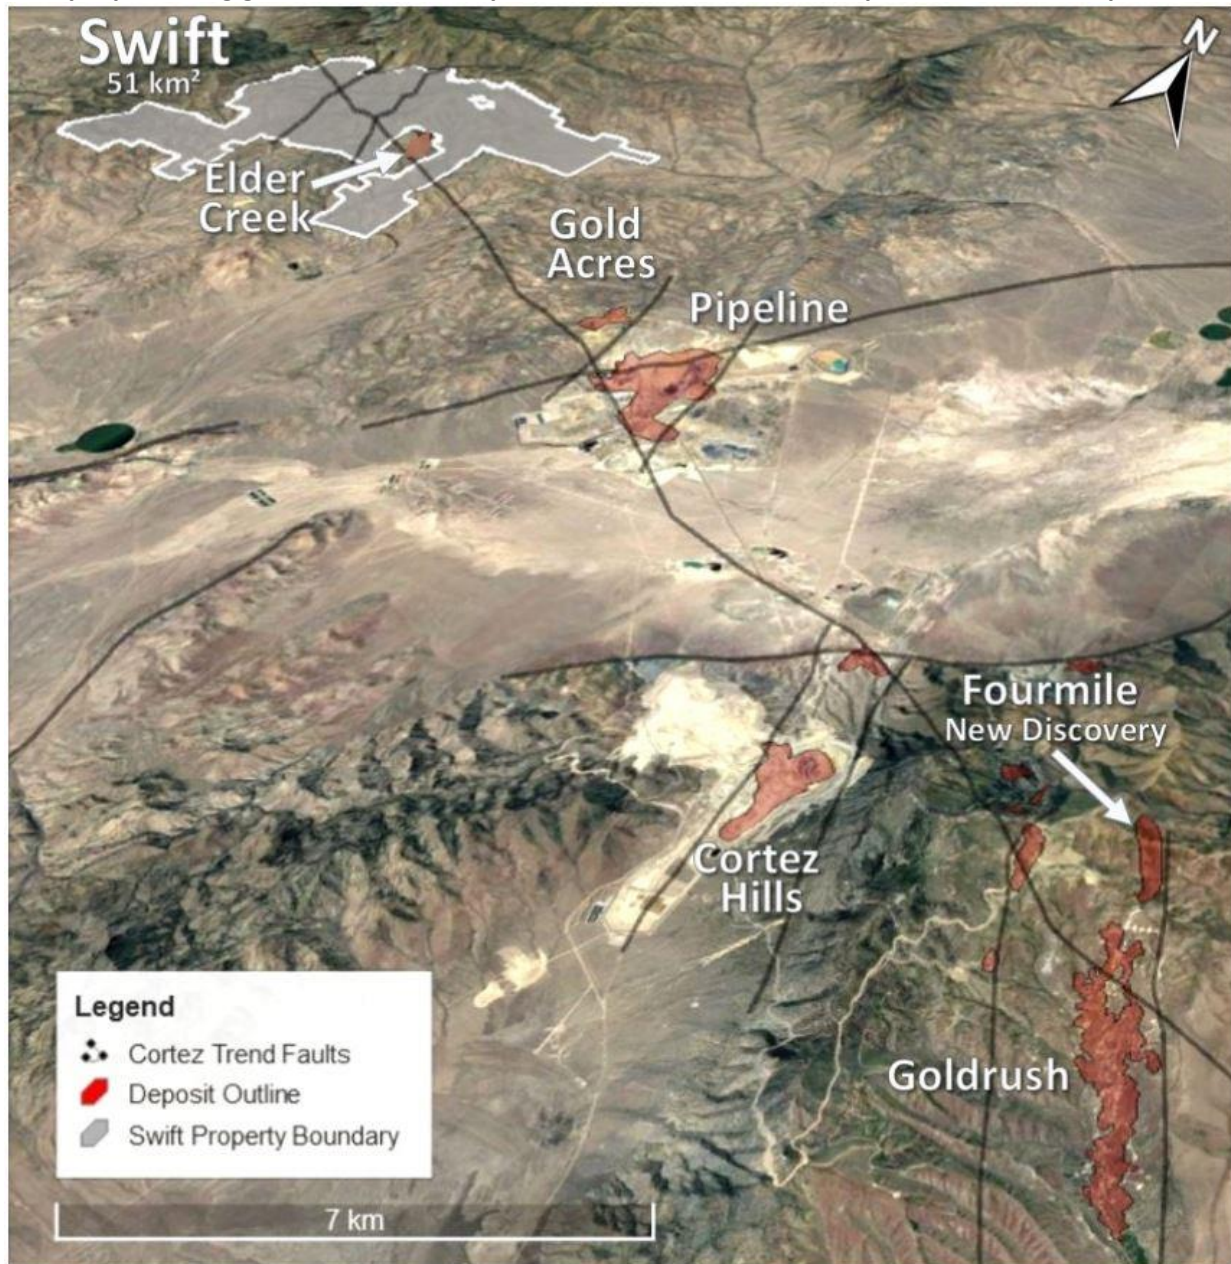 Swift
51 km²
N
Elder
Creek
Gold
Acres
Pipeline
Fourmile
New Discovery
Cortez
Hills
Goldrush
Legend
Cortez Trend Faults
Deposit Outline
Swift Property Boundary
7 km